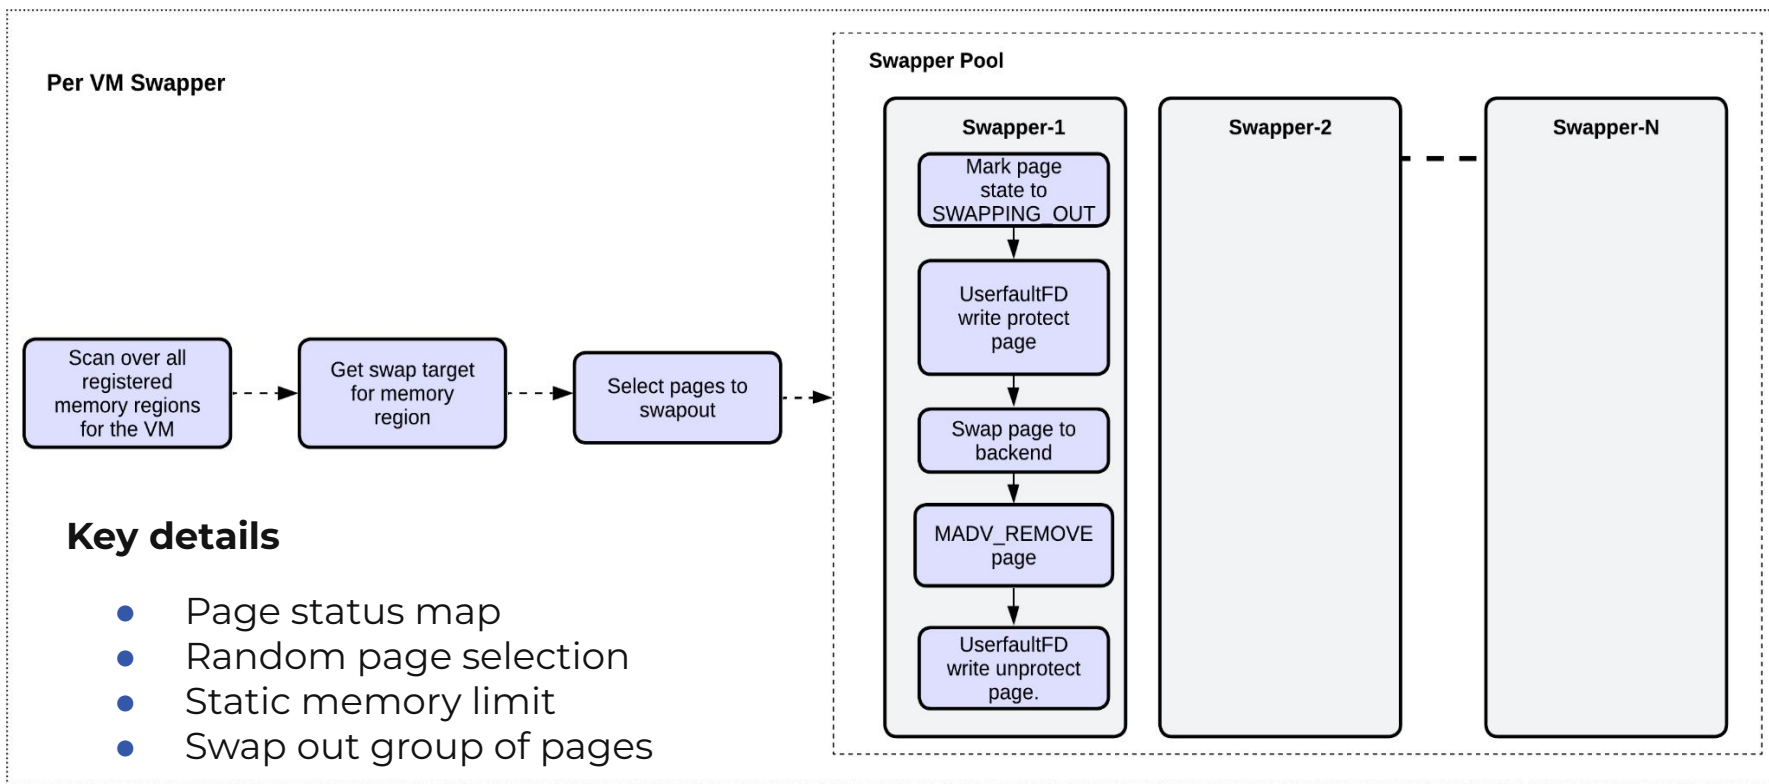 Per VM Swapper
Scan over all
registered
memory regions
for the VM
Get swap target
for memory
region
Select pages to
swapout
Swapper Pool
Swapper-1
Mark page
state to
SWAPPING_OUT
UserfaultFD
write protect
page
Swap page to
backend
MADV_REMOVE
page
UserfaultFD
write unprotect
page.
Swapper-2
Swapper-N
Key details
● Page status map
● Random page selection
● Static memory limit
● Swap out group of pages